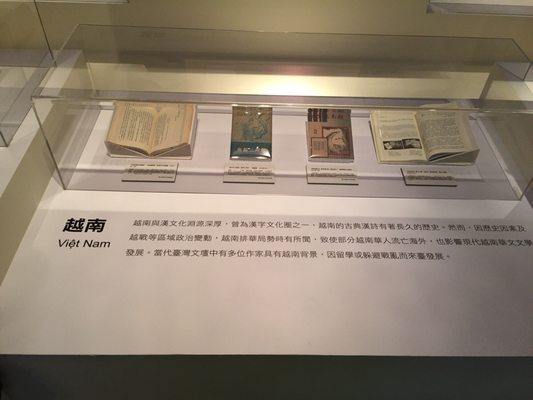 越南
Việt Nam
越南與漢文化淵源深厚，曾為漢字文化圈之一，越南的古典漢詩有著長久的歷史。然而，因歷史因素及
越戰等區域政治變動，越南排華局勢時有所聞，致使部分越南華人流亡海外，也影響現代越南華文文學
發展。當代臺灣文壇中有多位作家具有越南背景，因留學或躲避戰亂而來臺發展。